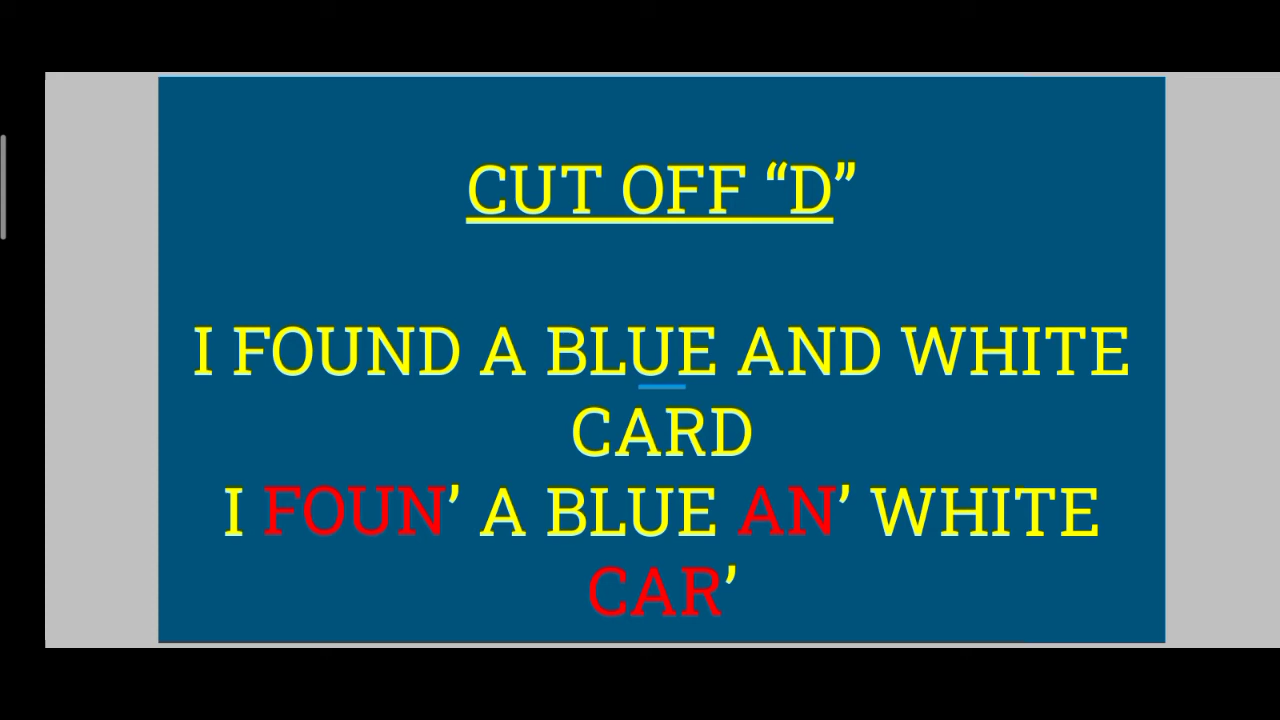 CUT OFF “D”
I FOUND A BLUE AND WHITE
CARD
I FOUN’ A BLUE AN’ WHITE
CAR’